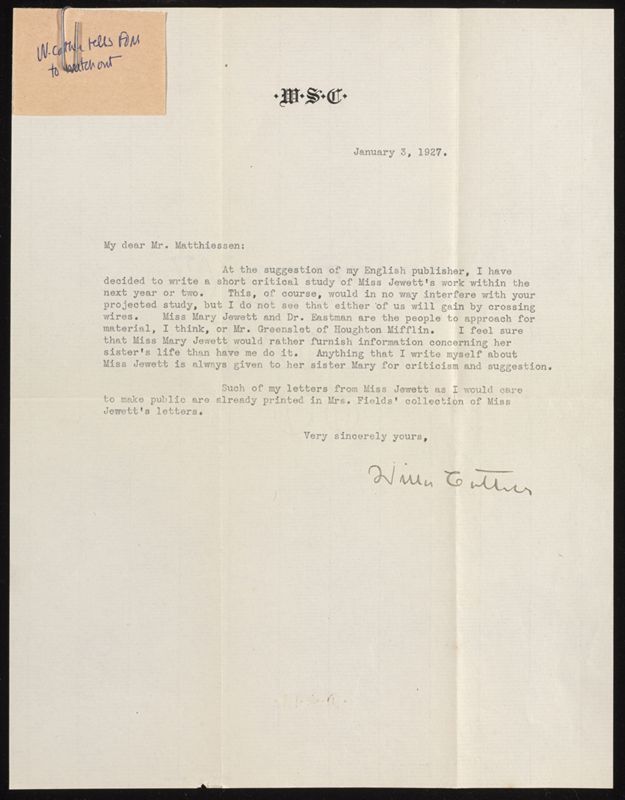 W. Cather tells FOM
to watch out
·W·S·C·
January 3, 1927.
My dear Mr. Matthiessen:
At the suggestion of my English publisher, I have
decided to write a short critical study of Miss Jewett's work within the
next year or two. This, of course, would in no way interfere with your
projected study, but I do not see that either of us will gain by crossing
wires. Miss Mary Jewett and Dr. Eastman are the people to approach for
material, I think, or Mr. Greenslet of Houghton Mifflin. I feel sure
that Miss Mary Jewett would rather furnish information concerning her
sister's life than have me do it. Anything that I write myself about
Miss Jewett is always given to her sister Mary for criticism and suggestion.
Such of my letters from Miss Jewett as I would care
to make public are already printed in Mrs. Fields' collection of Miss
Jewett's letters.
Very sincerely yours,
Willa Cather